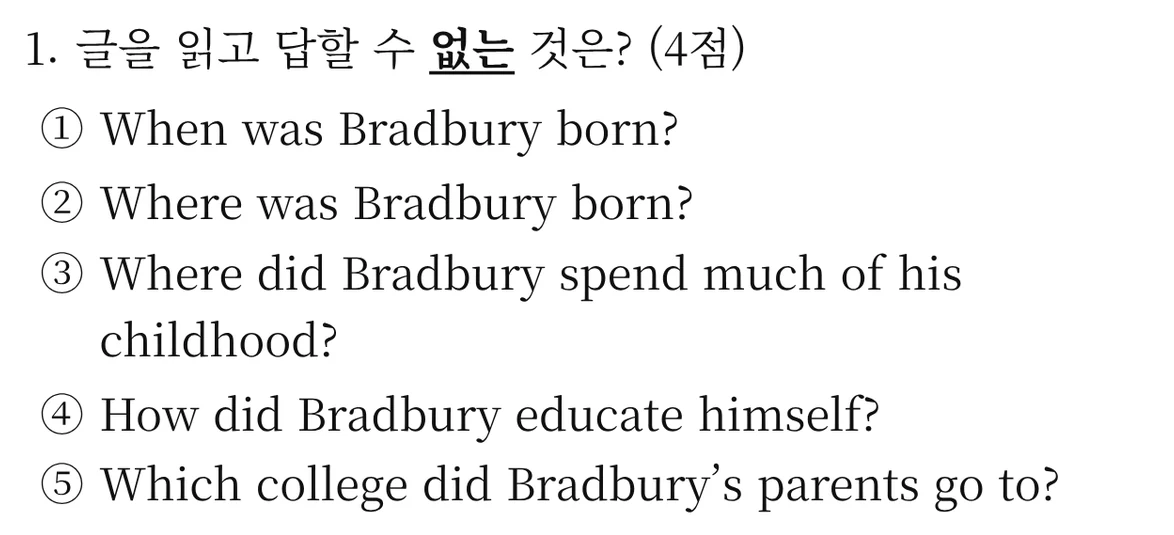 1. 글을 읽고 답할 수 없는 것은? (4점)
① When was Bradbury born?
② Where was Bradbury born?
③ Where did Bradbury spend much of his
childhood?
④ How did Bradbury educate himself?
⑤ Which college did Bradbury’s parents go to?